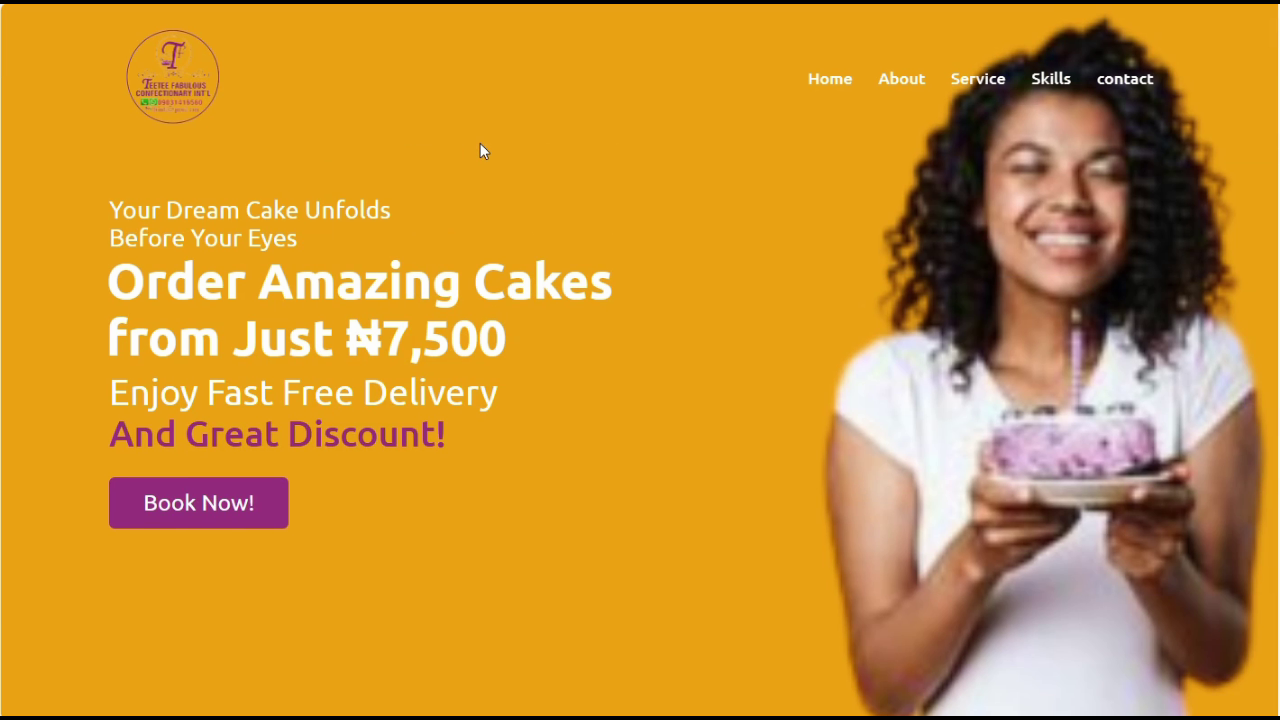 T
TEETEE FABULOUS
CONFECTIONARY INT'L
Home About Service Skills contact
Your Dream Cake Unfolds
Before Your Eyes
Order Amazing Cakes
from Just ₦7,500
Enjoy Fast Free Delivery
And Great Discount!
Book Now!